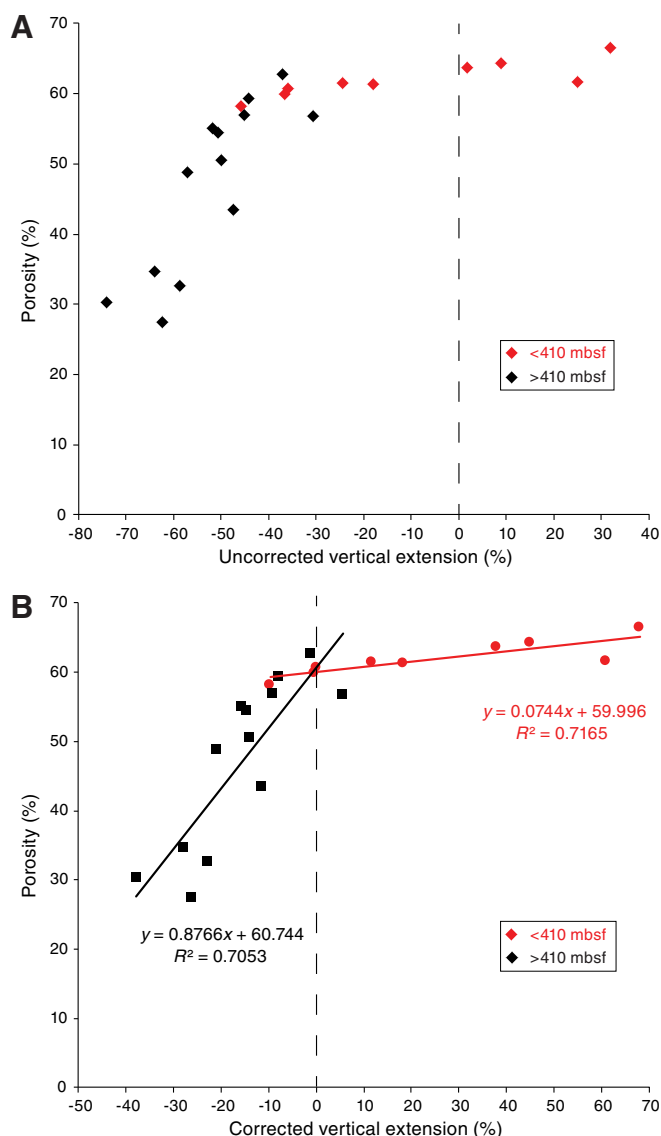 A
70
60
50
40
30
20
10
0
Porosity (%)
-80 -70 -60 -50 -40 -30 -20 -10 0 10 20 30 40
Uncorrected vertical extension (%)
<410 mbsf
>410 mbsf
B
70
60
50
40
30
20
10
0
Porosity (%)
y = 0.0744x + 59.996
R² = 0.7165
y = 0.8766x + 60.744
R² = 0.7053
<410 mbsf
>410 mbsf
-50 -40 -30 -20 -10 0 10 20 30 40 50 60 70
Corrected vertical extension (%)